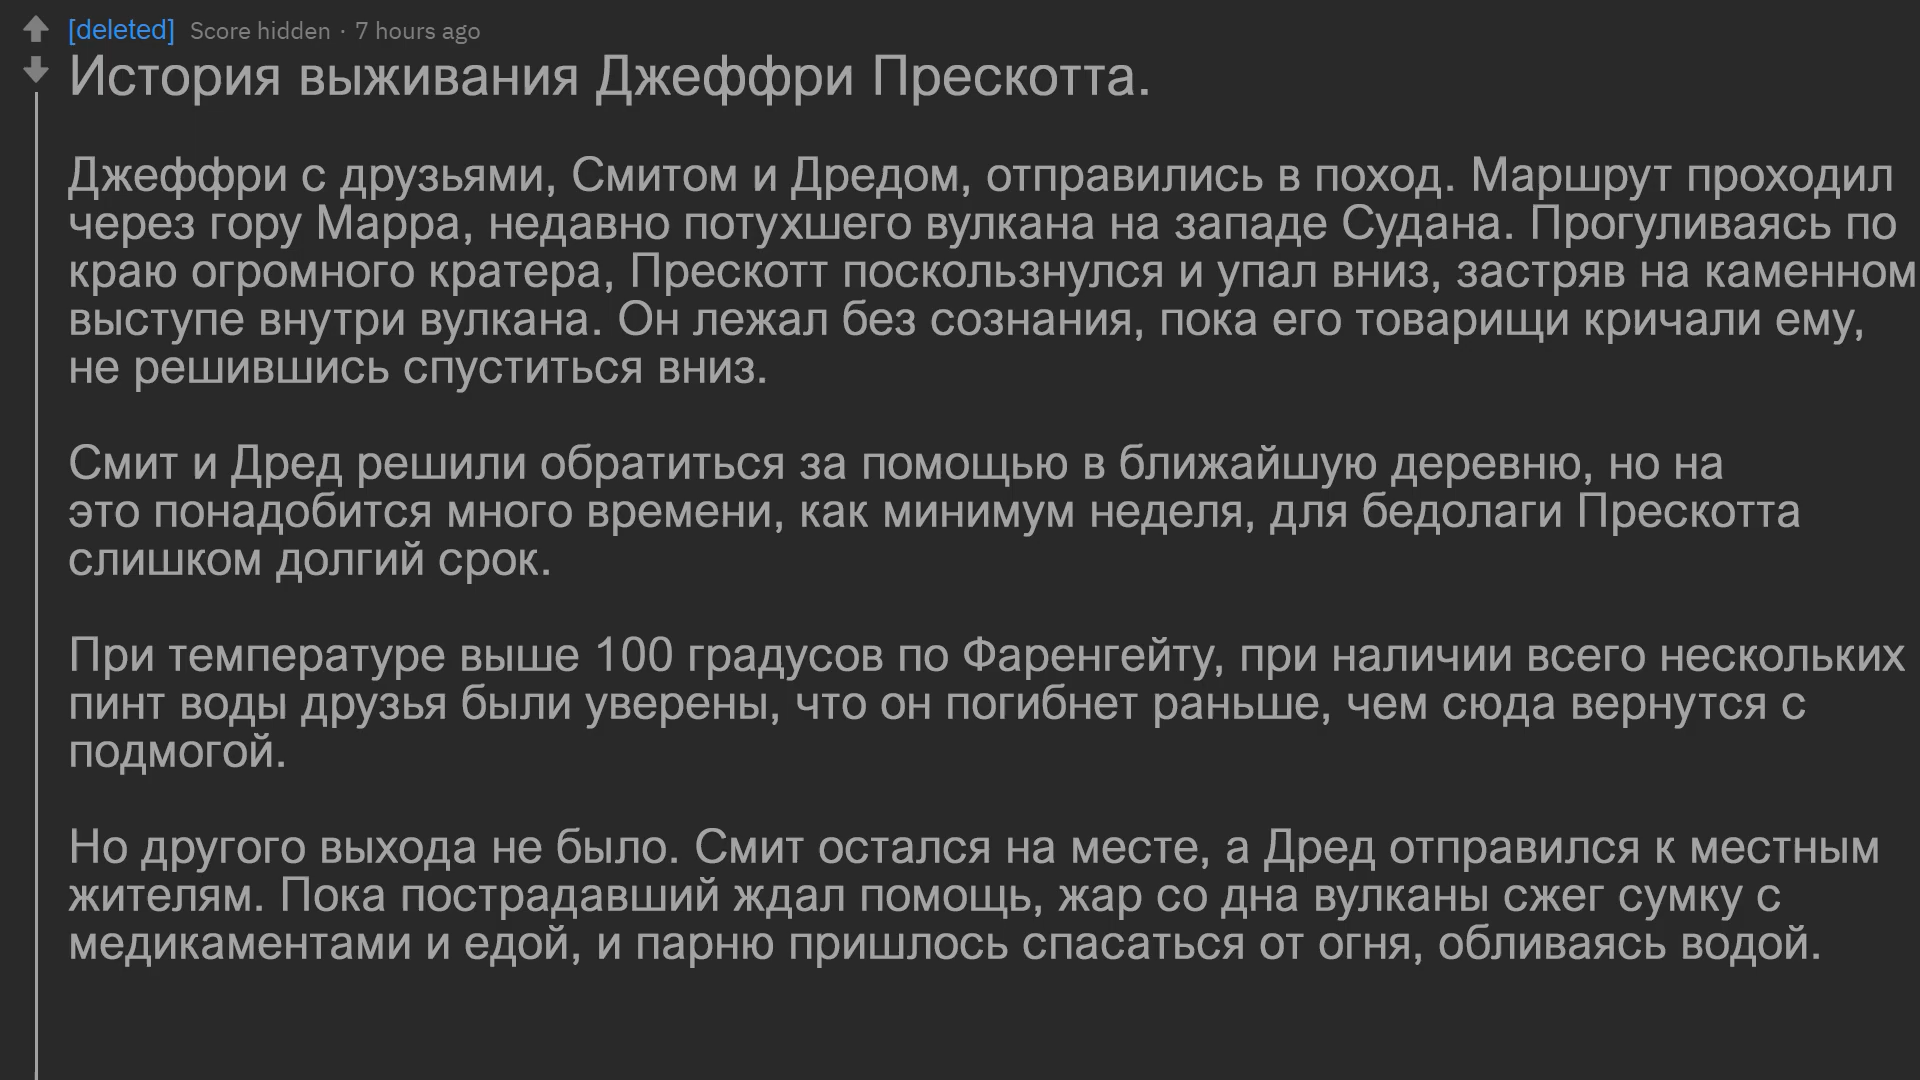 [deleted] Score hidden · 7 hours ago
История выживания Джеффри Прескотта.
Джеффри с друзьями, Смитом и Дредом, отправились в поход. Маршрут проходил
через гору Марра, недавно потухшего вулкана на западе Судана. Прогуливаясь по
краю огромного кратера, Прескотт поскользнулся и упал вниз, застряв на каменном
выступе внутри вулкана. Он лежал без сознания, пока его товарищи кричали ему,
не решившись спуститься вниз.
Смит и Дред решили обратиться за помощью в ближайшую деревню, но на
это понадобится много времени, как минимум неделя, для бедолаги Прескотта
слишком долгий срок.
При температуре выше 100 градусов по Фаренгейту, при наличии всего нескольких
пинт воды друзья были уверены, что он погибнет раньше, чем сюда вернутся с
подмогой.
Но другого выхода не было. Смит остался на месте, а Дред отправился к местным
жителям. Пока пострадавший ждал помощь, жар со дна вулканы сжег сумку с
медикаментами и едой, и парню пришлось спасаться от огня, обливаясь водой.